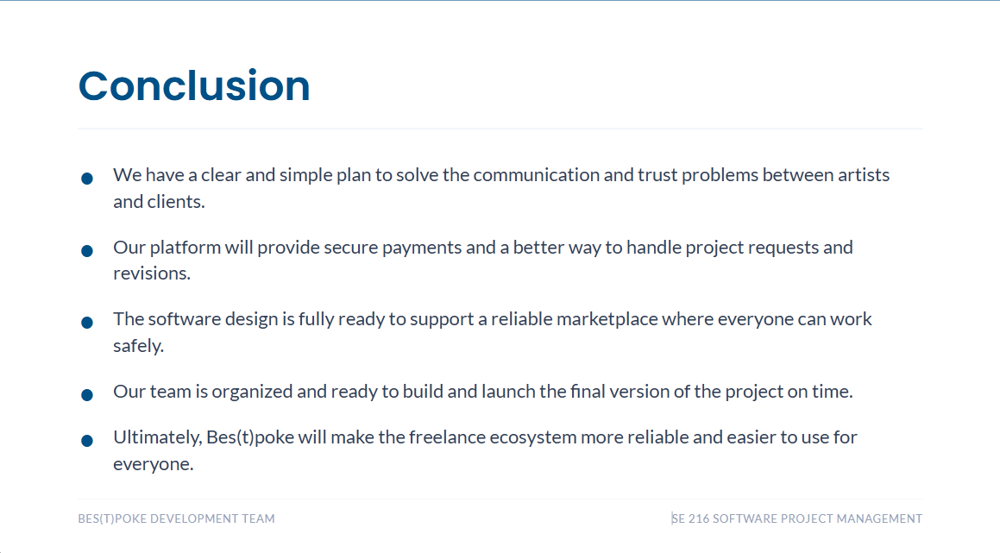 Conclusion
We have a clear and simple plan to solve the communication and trust problems between artists
and clients.
Our platform will provide secure payments and a better way to handle project requests and
revisions.
The software design is fully ready to support a reliable marketplace where everyone can work
safely.
Our team is organized and ready to build and launch the final version of the project on time.
Ultimately, Bes(t)poke will make the freelance ecosystem more reliable and easier to use for
everyone.
BES(T)POKE DEVELOPMENT TEAM
SE 216 SOFTWARE PROJECT MANAGEMENT